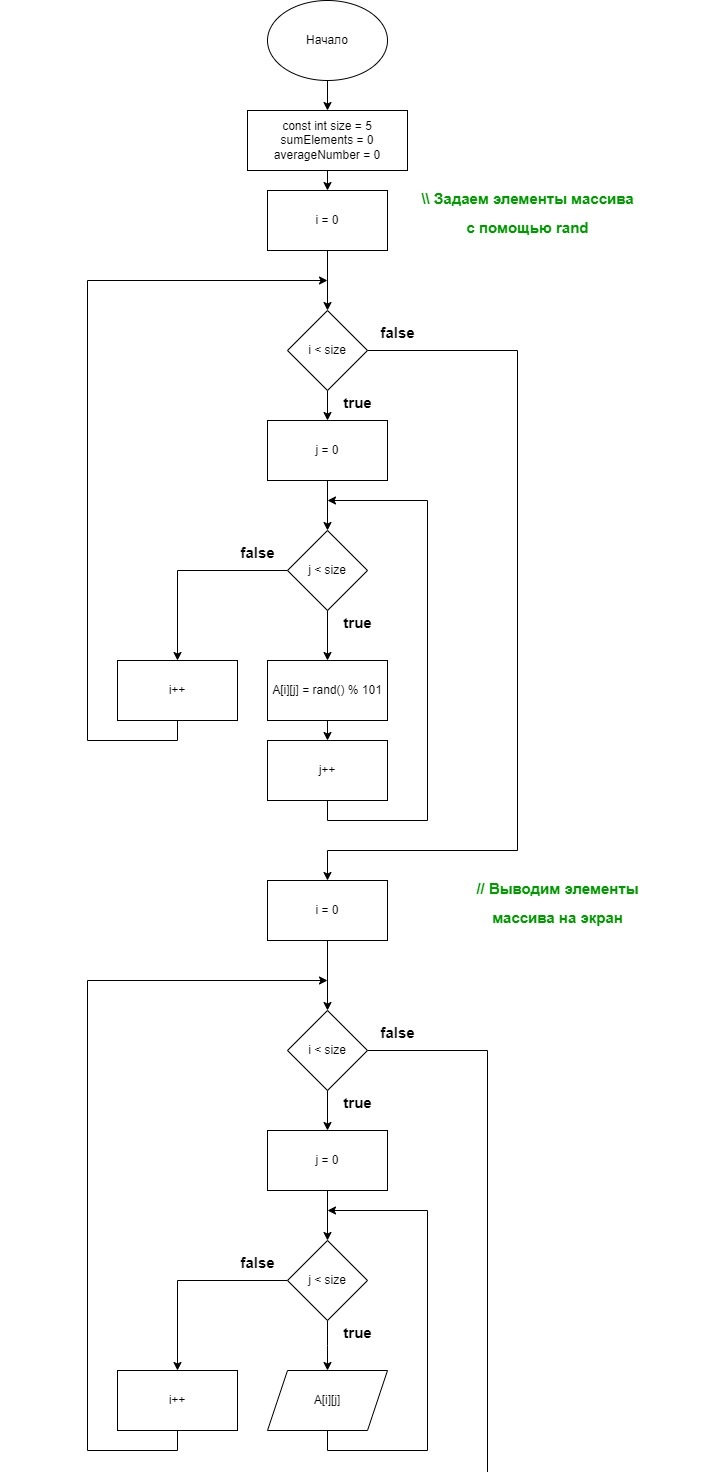 Начало
const int size = 5
sumElements = 0
averageNumber = 0
i = 0
\\ Задаем элементы массива
с помощью rand
i < size
false
true
j = 0
j < size
false
true
i++
A[i][j] = rand() % 101
j++
i = 0
// Выводим элементы
массива на экран
i < size
false
true
j = 0
j < size
false
true
i++
A[i][j]